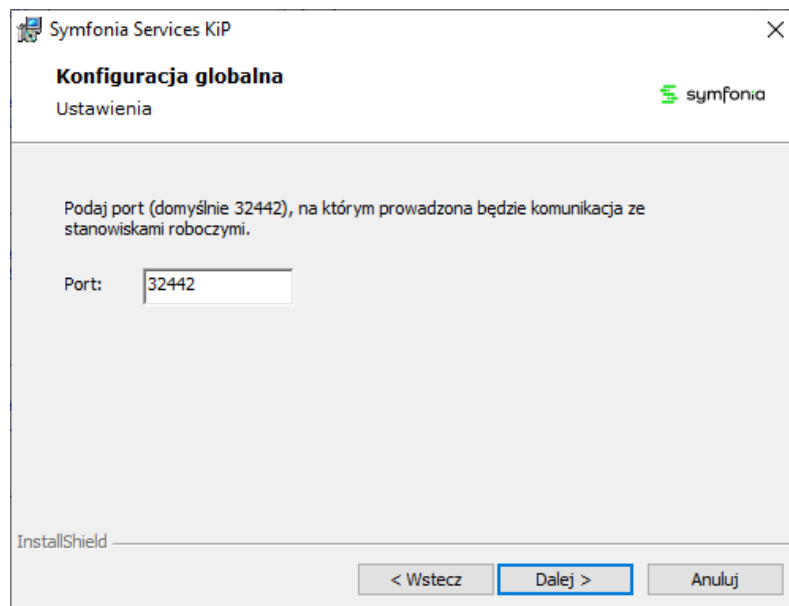 Symfonia Services KiP
Konfiguracja globalna
Ustawienia
symfonia
Podaj port (domyślnie 32442), na którym prowadzona będzie komunikacja ze
stanowiskami roboczymi.
Port: 32442
InstallShield
< Wstecz Dalej > Anuluj